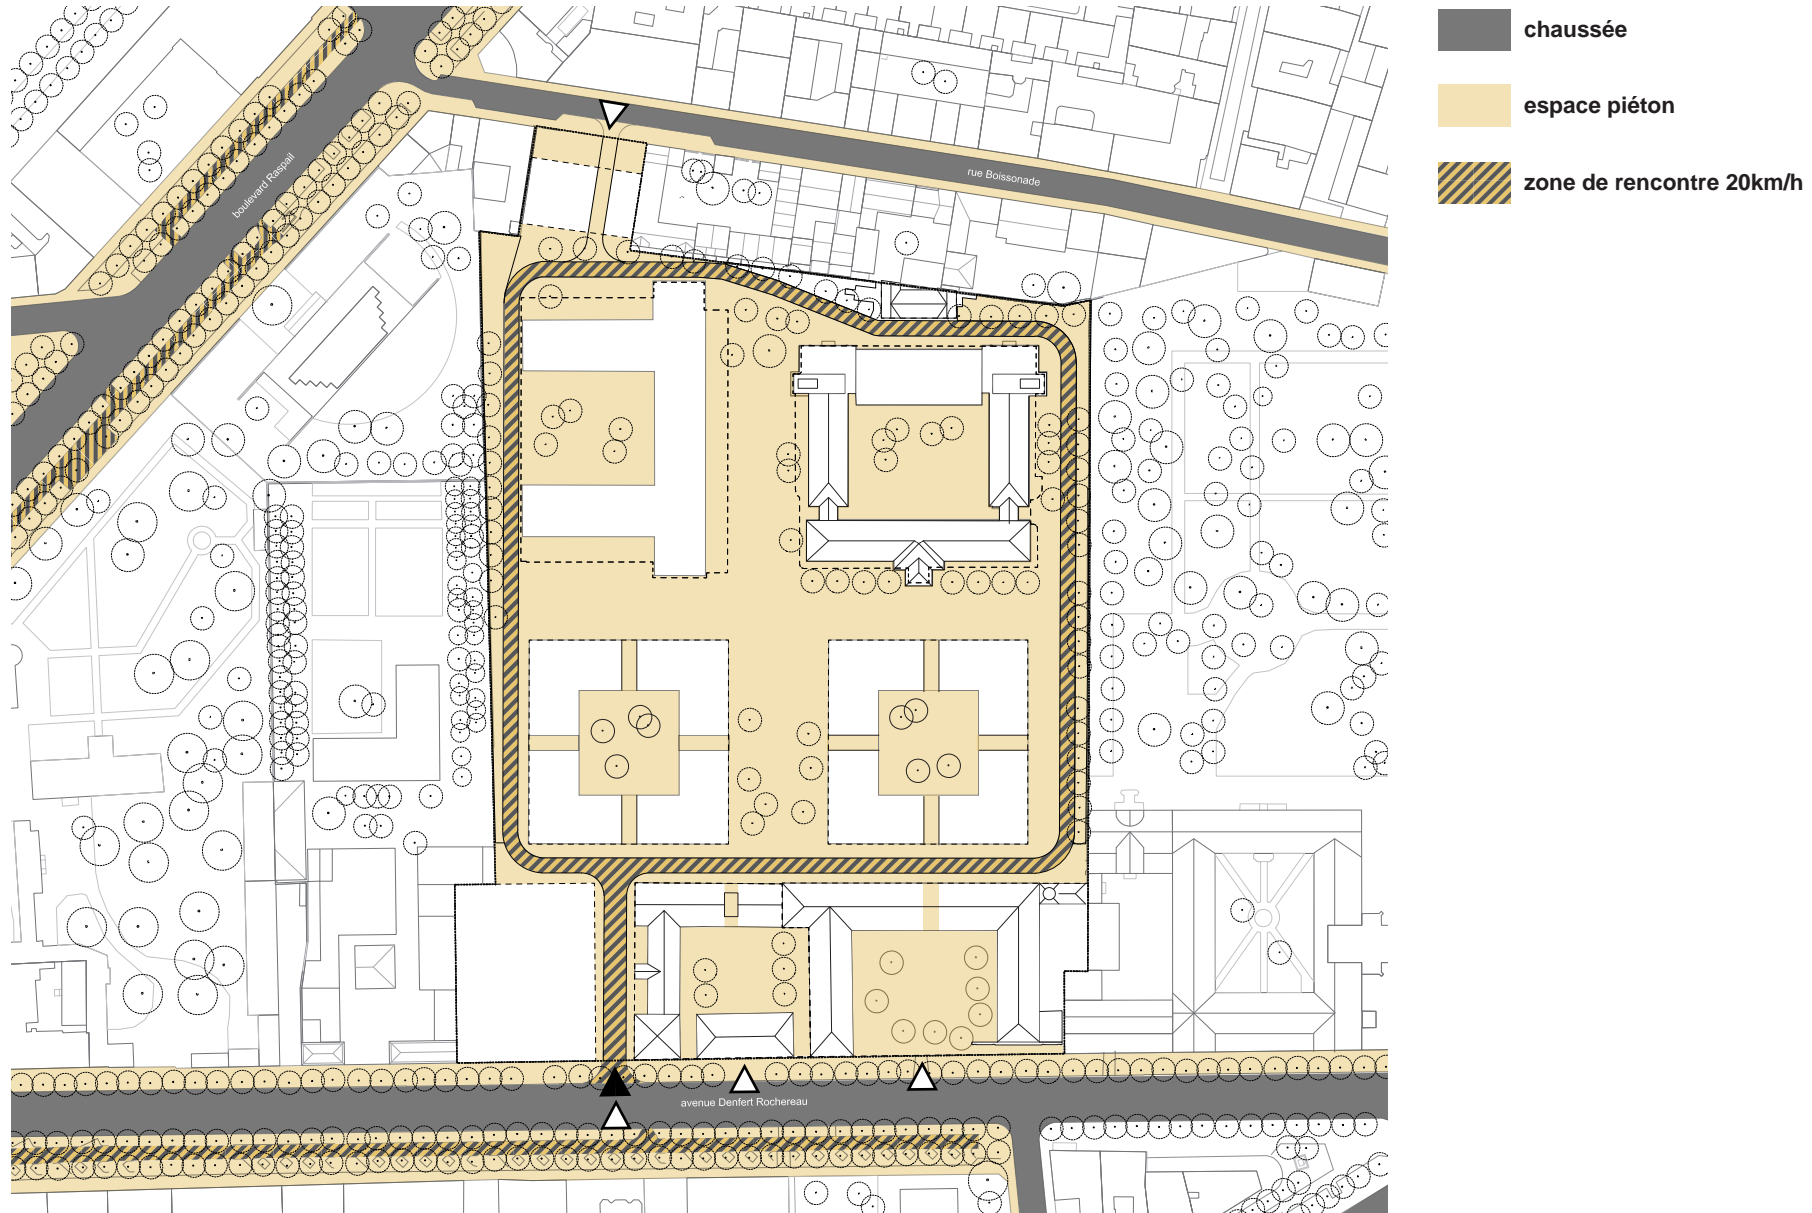 chaussée
espace piéton
zone de rencontre 20km/h
boulevard Raspail
rue Boissonade
avenue Denfert Rochereau